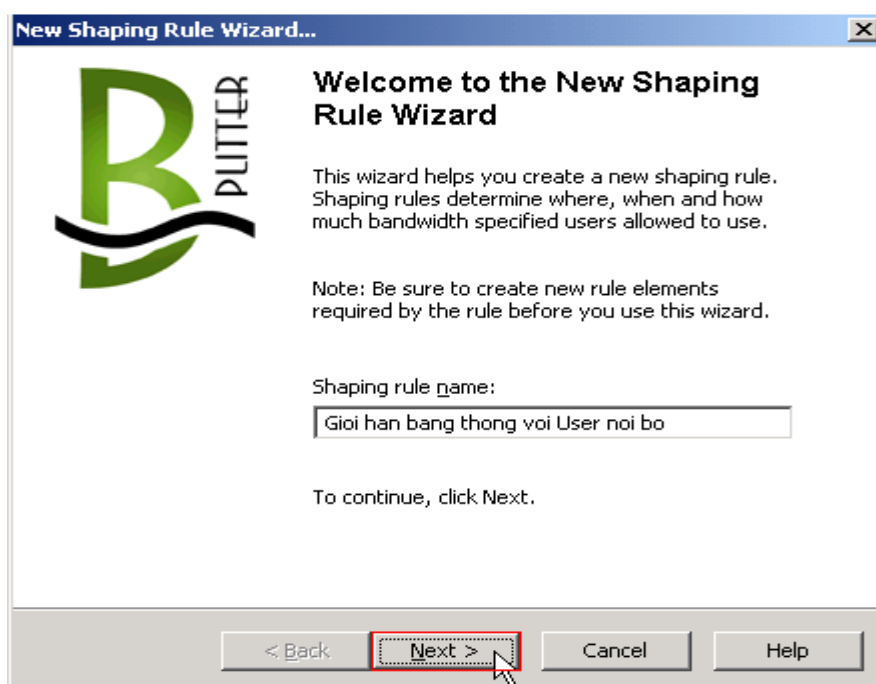 New Shaping Rule Wizard...
B
PLITTER
Welcome to the New Shaping
Rule Wizard
This wizard helps you create a new shaping rule.
Shaping rules determine where, when and how
much bandwidth specified users allowed to use.
Note: Be sure to create new rule elements
required by the rule before you use this wizard.
Shaping rule name:
Gioi han bang thong voi User noi bo
To continue, click Next.
< Back
Next >
Cancel
Help